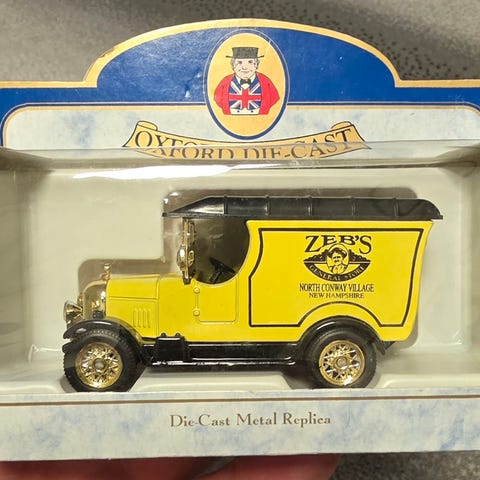 OXFORD DIE-CAST
ZEB'S
GENERAL STORE
NORTH CONWAY VILLAGE
NEW HAMPSHIRE
Die-Cast Metal Replica